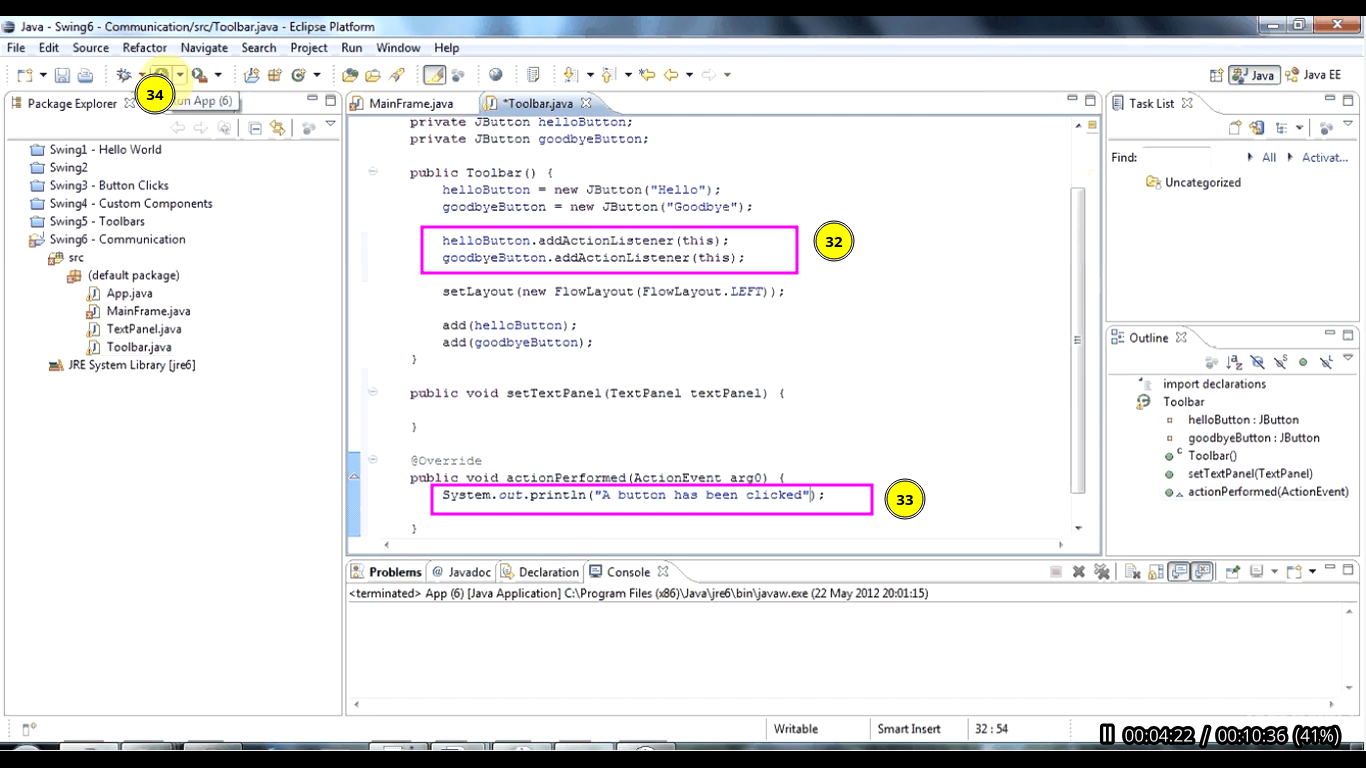 Java - Swing6 - Communication/src/Toolbar.java - Eclipse Platform
File Edit Source Refactor Navigate Search Project Run Window Help
Java Java EE
34
Run App (6)
Package Explorer
Swing1 - Hello World
Swing2
Swing3 - Button Clicks
Swing4 - Custom Components
Swing5 - Toolbars
Swing6 - Communication
src
(default package)
App.java
MainFrame.java
TextPanel.java
Toolbar.java
JRE System Library [jre6]
MainFrame.java *Toolbar.java
private JButton helloButton;
private JButton goodbyeButton;
public Toolbar() {
helloButton = new JButton("Hello");
goodbyeButton = new JButton("Goodbye");
helloButton.addActionListener(this);
goodbyeButton.addActionListener(this);
32
setLayout(new FlowLayout(FlowLayout.LEFT));
add(helloButton);
add(goodbyeButton);
}
public void setTextPanel(TextPanel textPanel) {
}
@Override
public void actionPerformed(ActionEvent arg0) {
System.out.println("A button has been clicked");
33
}
Task List
Find: All Activat...
Uncategorized
Outline
import declarations
Toolbar
helloButton : JButton
goodbyeButton : JButton
Toolbar()
setTextPanel(TextPanel)
actionPerformed(ActionEvent)
Problems @ Javadoc Declaration Console
<terminated> App (6) [Java Application] C:\Program Files (x86)\Java\jre6\bin\javaw.exe (22 May 2012 20:01:15)
Writable Smart Insert 32 : 54
00:04:22 / 00:10:36 (41%)